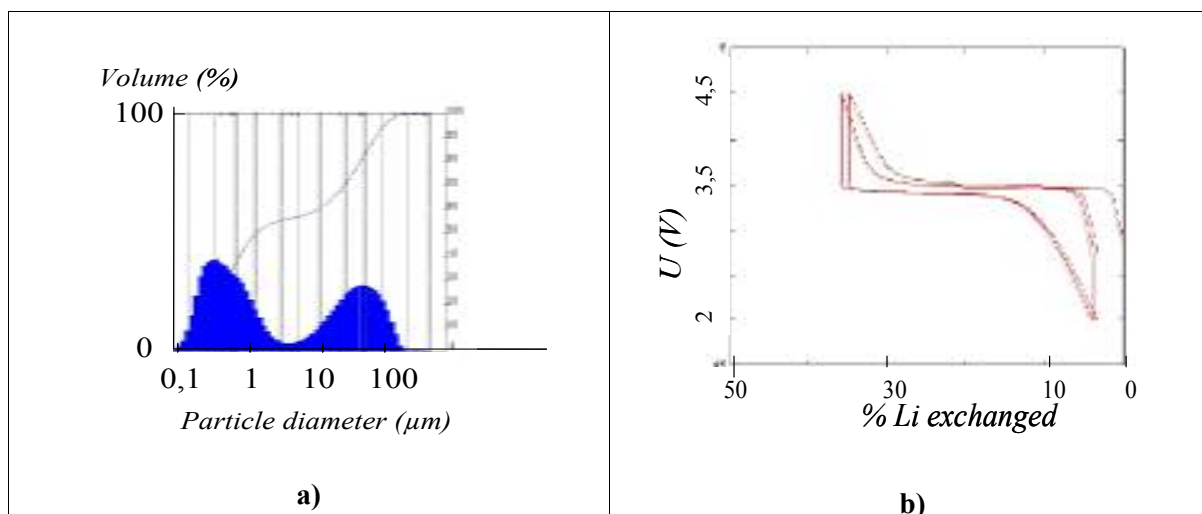 Volume (%)
100
0
0,1 1 10 100
Particle diameter (µm)
a)
U (V)
4,5
3,5
2
50 30 10 0
% Li exchanged
b)